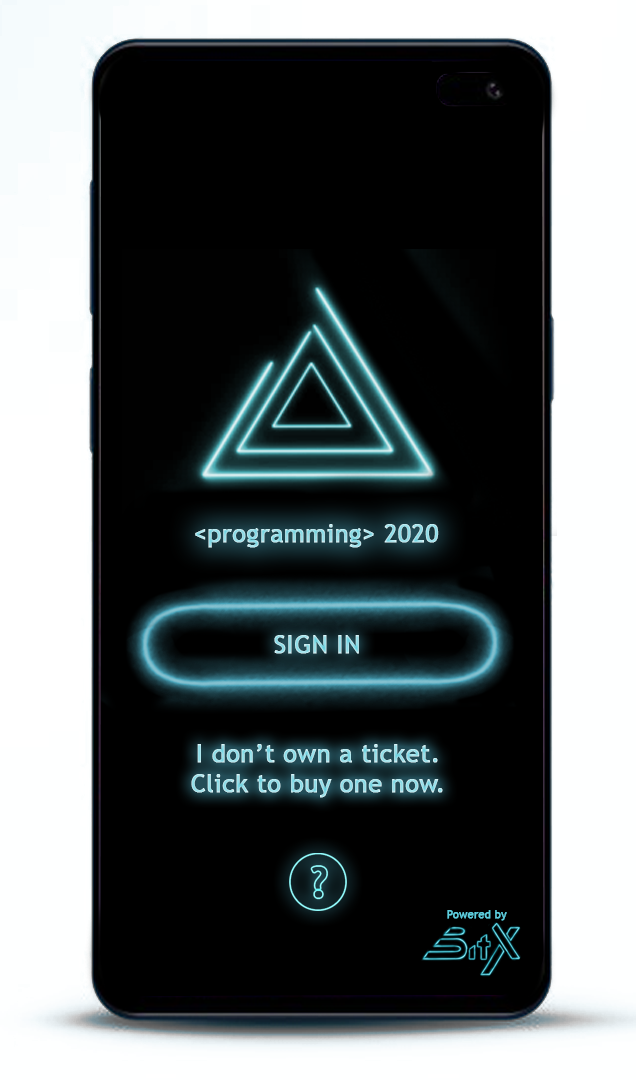 <programming> 2020
SIGN IN
I don’t own a ticket.
Click to buy one now.
?
Powered by
BitX